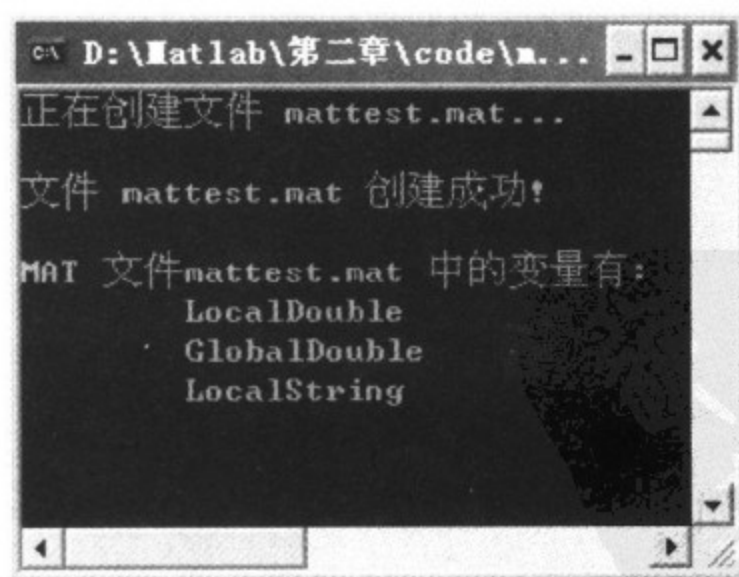 D:\Matlab\第二章\code\m...
正在创建文件 mattest.mat...
文件 mattest.mat 创建成功!
MAT 文件mattest.mat 中的变量有:
LocalDouble
GlobalDouble
LocalString